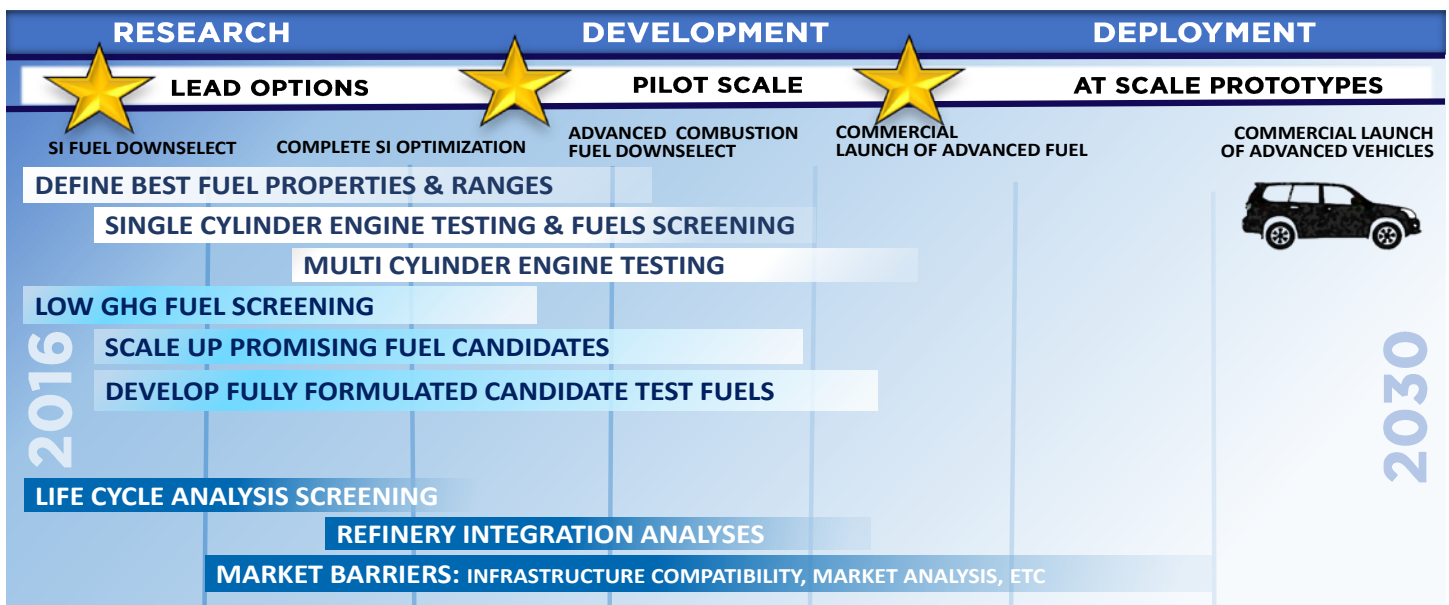 RESEARCH DEVELOPMENT DEPLOYMENT
LEAD OPTIONS PILOT SCALE AT SCALE PROTOTYPES
SI FUEL DOWNSELECT
COMPLETE SI OPTIMIZATION
ADVANCED COMBUSTION
FUEL DOWNSELECT
COMMERCIAL
LAUNCH OF ADVANCED FUEL
COMMERCIAL LAUNCH
OF ADVANCED VEHICLES
DEFINE BEST FUEL PROPERTIES & RANGES
SINGLE CYLINDER ENGINE TESTING & FUELS SCREENING
MULTI CYLINDER ENGINE TESTING
LOW GHG FUEL SCREENING
SCALE UP PROMISING FUEL CANDIDATES
DEVELOP FULLY FORMULATED CANDIDATE TEST FUELS
2016
2030
LIFE CYCLE ANALYSIS SCREENING
REFINERY INTEGRATION ANALYSES
MARKET BARRIERS: INFRASTRUCTURE COMPATIBILITY, MARKET ANALYSIS, ETC